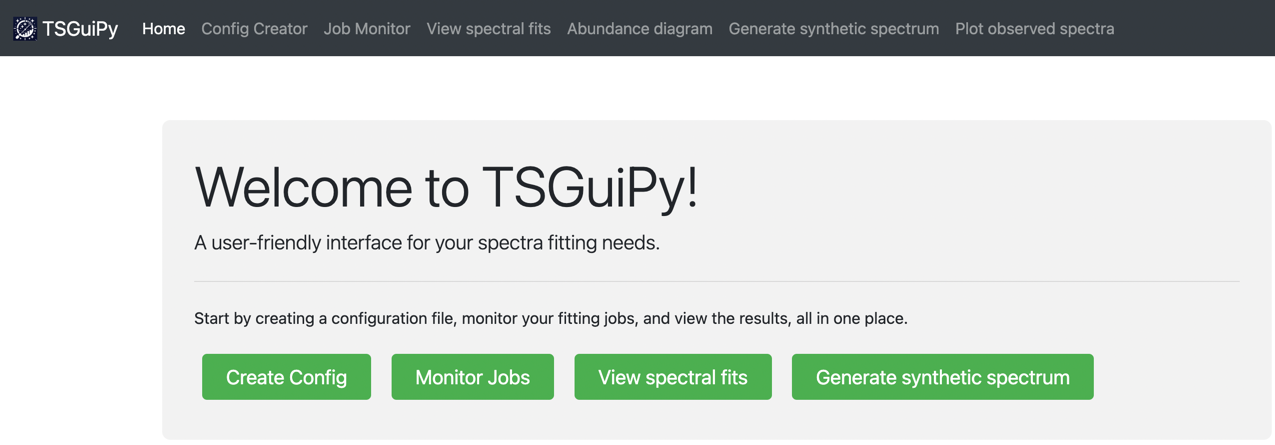 TSGuiPy Home Config Creator Job Monitor View spectral fits Abundance diagram Generate synthetic spectrum Plot observed spectra
Welcome to TSGuiPy!
A user-friendly interface for your spectra fitting needs.
Start by creating a configuration file, monitor your fitting jobs, and view the results, all in one place.
Create Config Monitor Jobs View spectral fits Generate synthetic spectrum